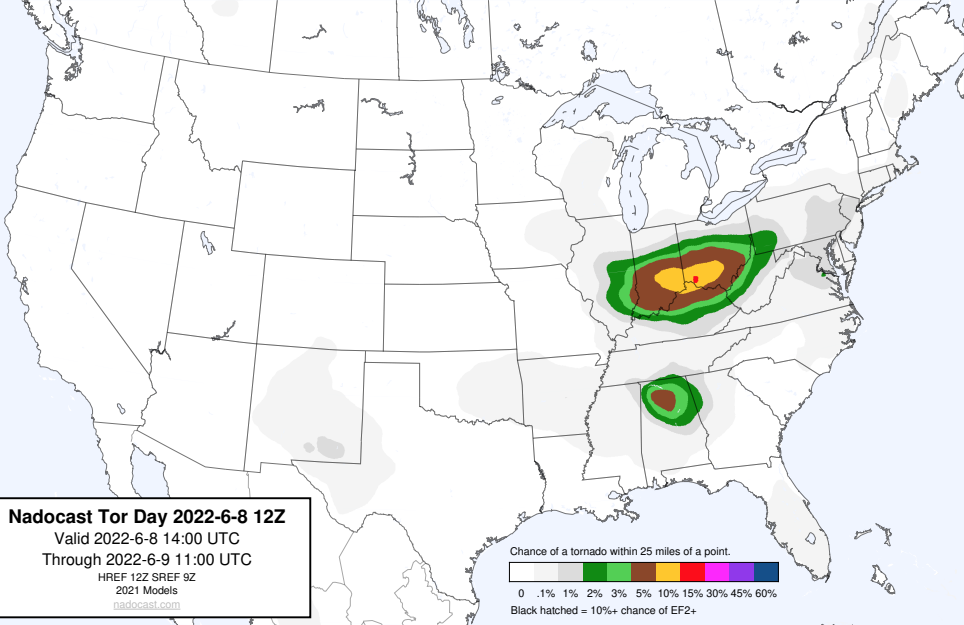 Nadocast Tor Day 2022-6-8 12Z
Valid 2022-6-8 14:00 UTC
Through 2022-6-9 11:00 UTC
HREF 12Z SREF 9Z
2021 Models
nadocast.com
Chance of a tornado within 25 miles of a point.
0 .1% 1% 2% 3% 5% 10% 15% 30% 45% 60%
Black hatched = 10%+ chance of EF2+